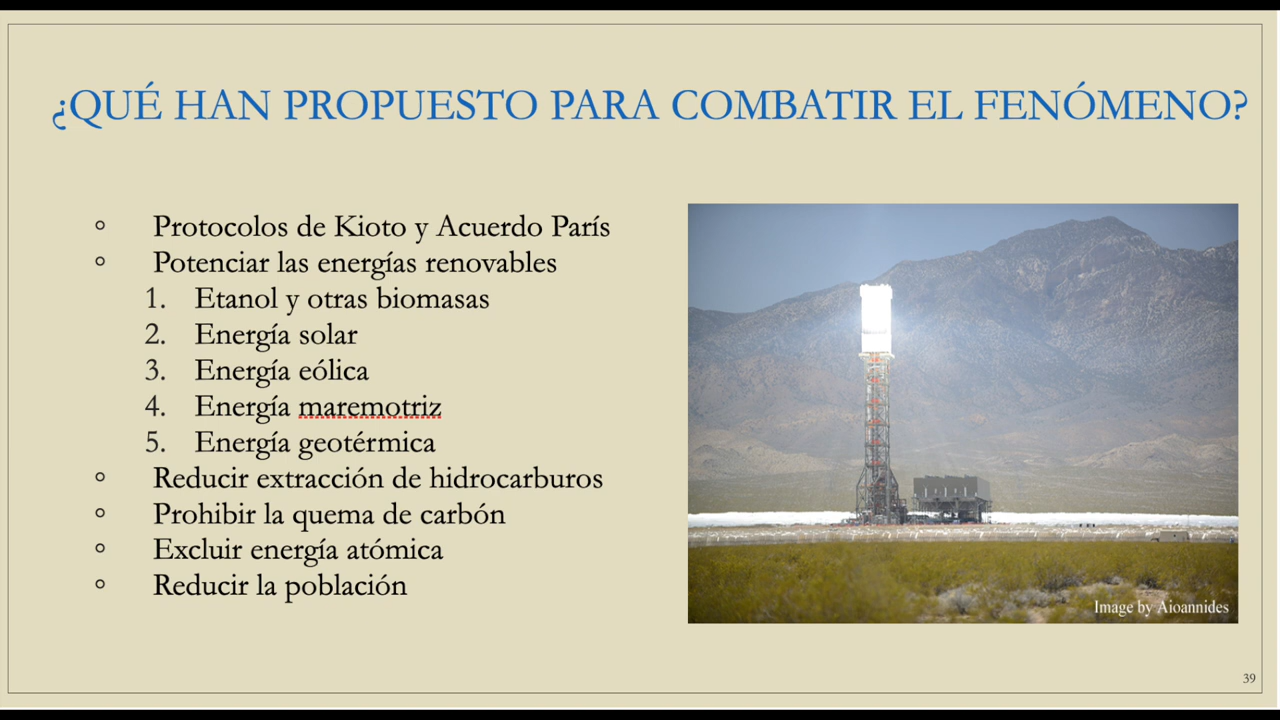 ¿QUÉ HAN PROPUESTO PARA COMBATIR EL FENÓMENO?
◦ Protocolos de Kioto y Acuerdo París
◦ Potenciar las energías renovables
1. Etanol y otras biomasas
2. Energía solar
3. Energía eólica
4. Energía maremotriz
5. Energía geotérmica
◦ Reducir extracción de hidrocarburos
◦ Prohibir la quema de carbón
◦ Excluir energía atómica
◦ Reducir la población
Image by Aioannides
39